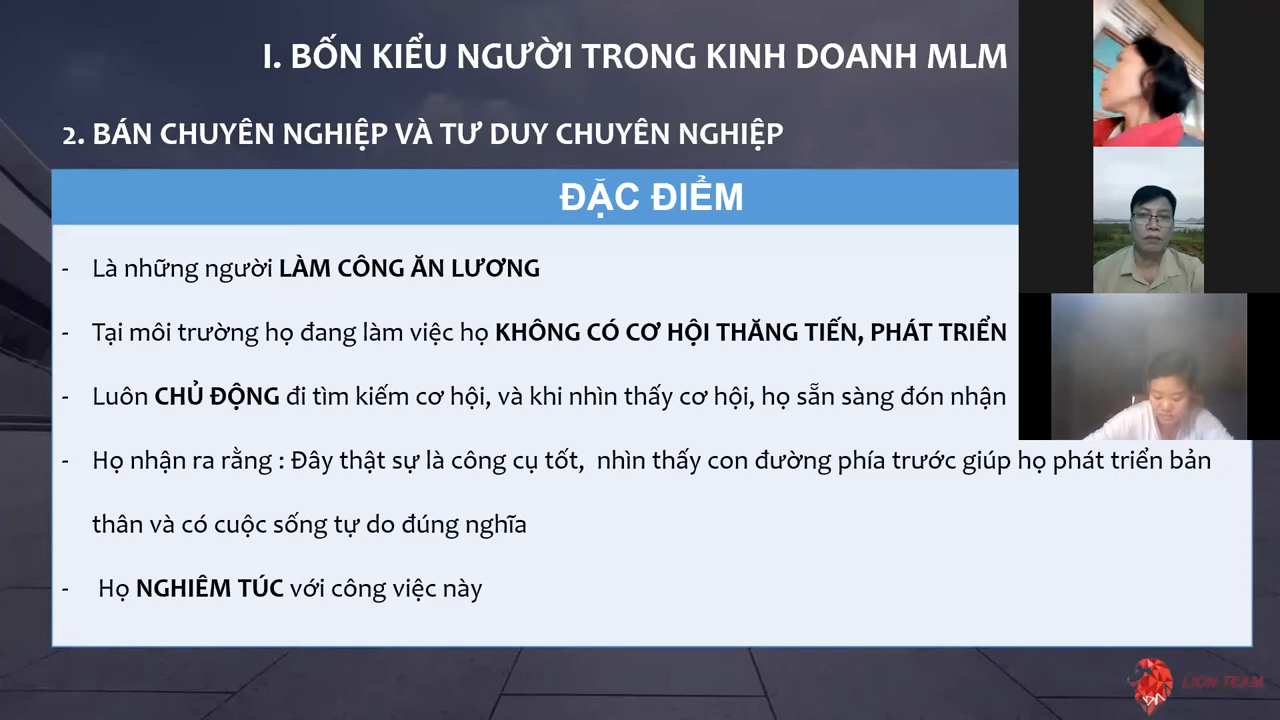 I. BỐN KIỂU NGƯỜI TRONG KINH DOANH MLM
2. BÁN CHUYÊN NGHIỆP VÀ TƯ DUY CHUYÊN NGHIỆP
ĐẶC ĐIỂM
- Là những người LÀM CÔNG ĂN LƯƠNG
- Tại môi trường họ đang làm việc họ KHÔNG CÓ CƠ HỘI THĂNG TIẾN, PHÁT TRIỂN
- Luôn CHỦ ĐỘNG đi tìm kiếm cơ hội, và khi nhìn thấy cơ hội, họ sẵn sàng đón nhận
- Họ nhận ra rằng : Đây thật sự là công cụ tốt, nhìn thấy con đường phía trước giúp họ phát triển bản
thân và có cuộc sống tự do đúng nghĩa
- Họ NGHIÊM TÚC với công việc này
LION TEAM